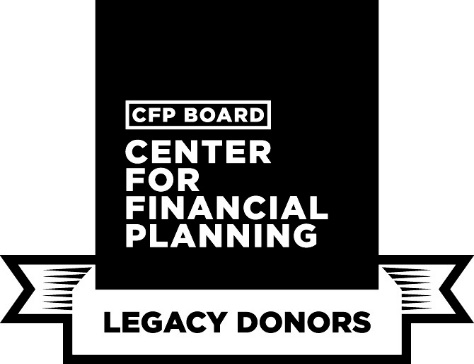 CFP BOARD
CENTER
FOR
FINANCIAL
PLANNING
LEGACY DONORS